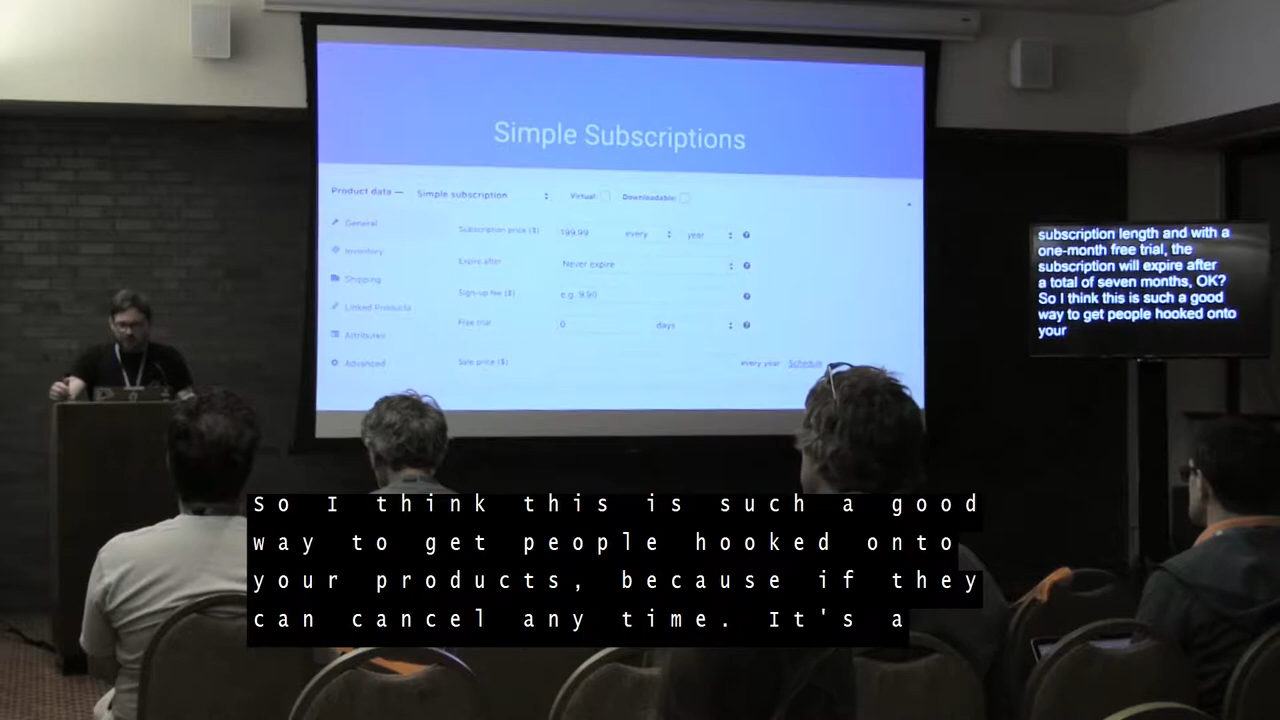 Simple Subscriptions
Product data — Simple subscription Virtual: Downloadable:
General
Inventory
Shipping
Linked Products
Attributes
Advanced
Subscription price ($) 199.99 every year
Expire after Never expire
Sign-up fee ($) e.g. 9.90
Free trial 0 days
Sale price ($) every year Schedule
subscription length and with a
one-month free trial, the
subscription will expire after
a total of seven months, OK?
So I think this is such a good
way to get people hooked onto
your
So I think this is such a good
way to get people hooked onto
your products, because if they
can cancel any time. It's a